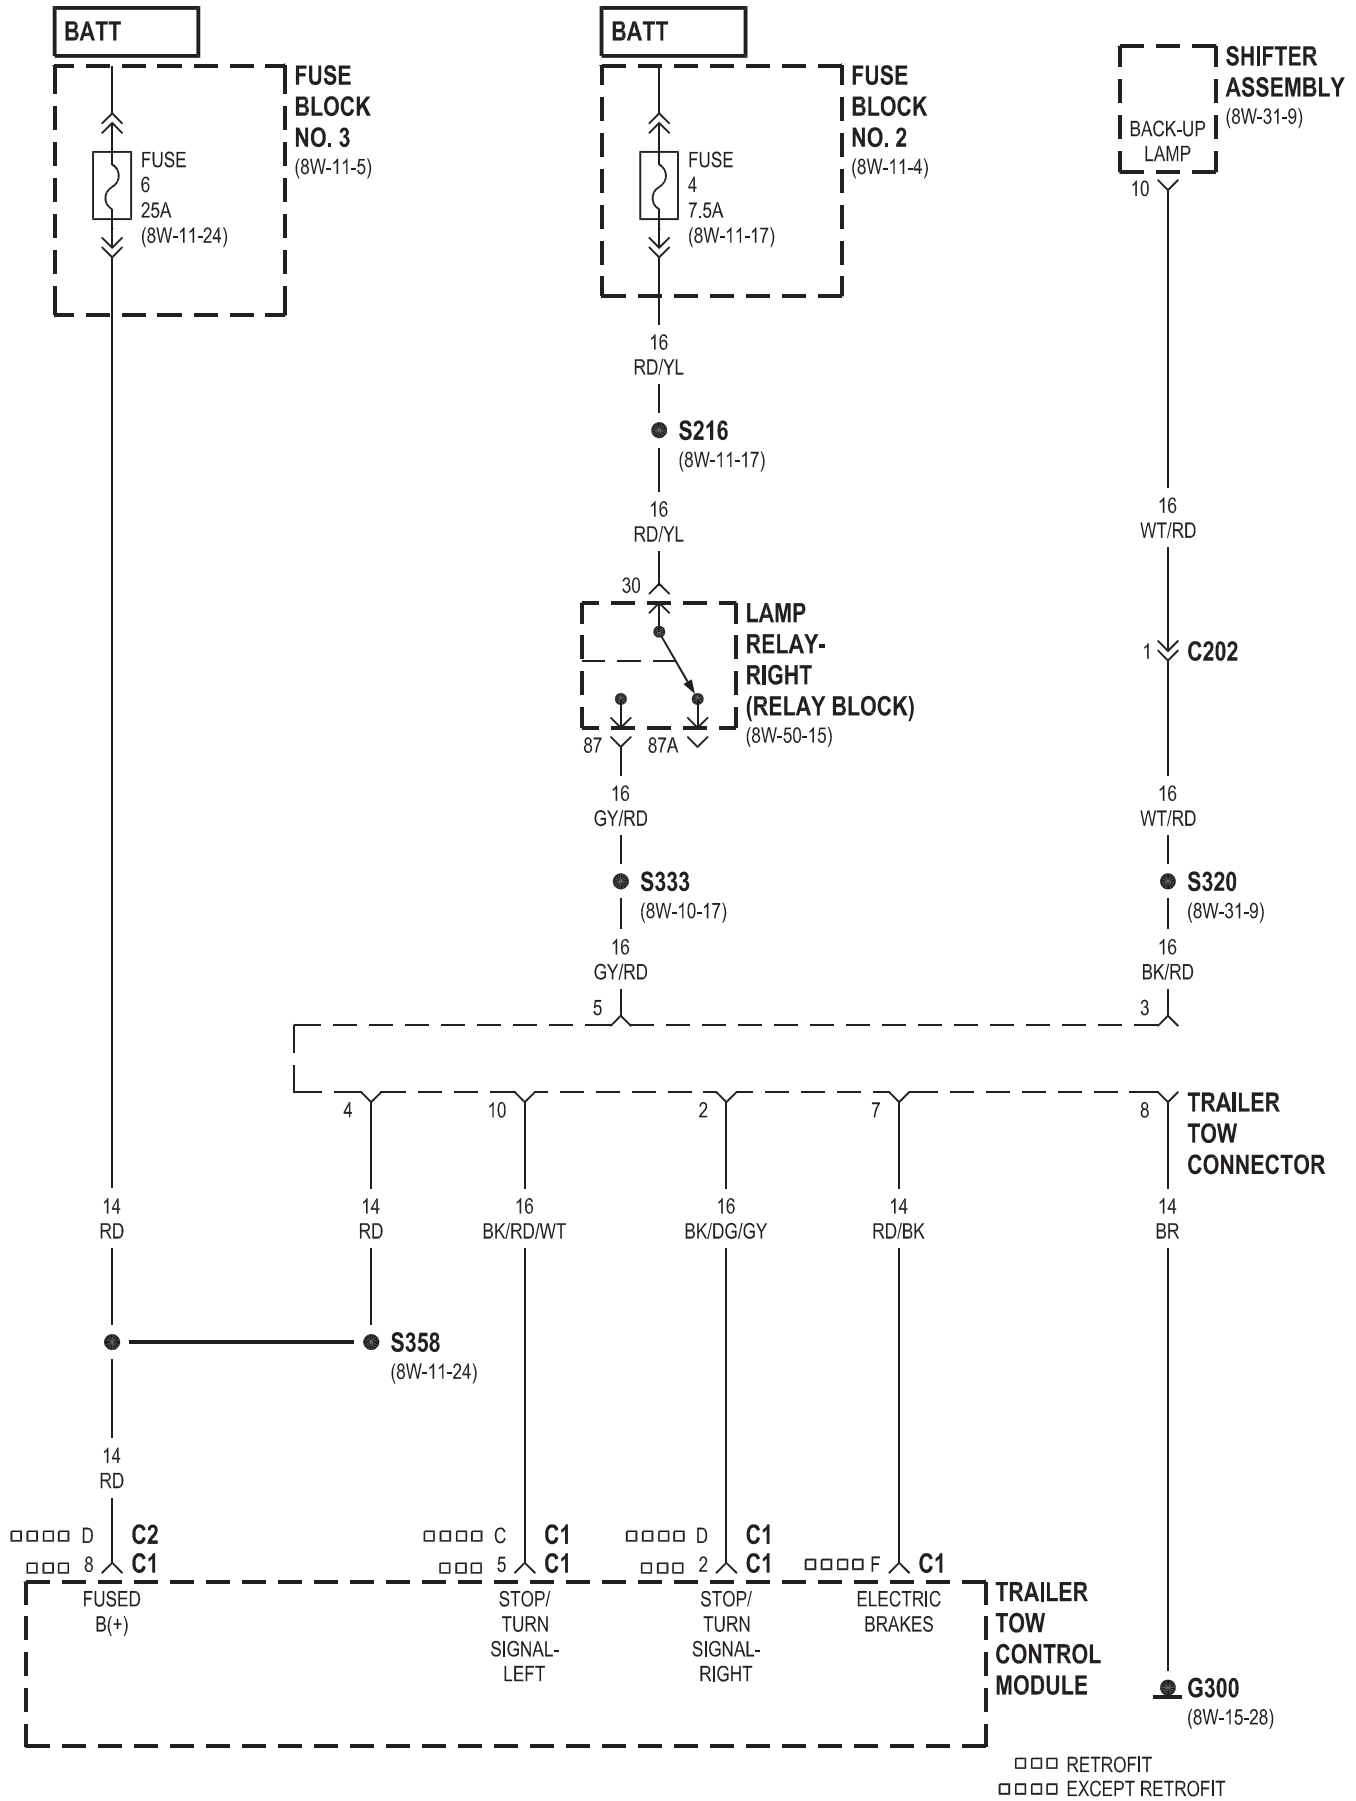 BATT
BATT
FUSE
BLOCK
NO. 3
(8W-11-5)
FUSE
6
25A
(8W-11-24)
FUSE
BLOCK
NO. 2
(8W-11-4)
FUSE
4
7.5A
(8W-11-17)
SHIFTER
ASSEMBLY
(8W-31-9)
BACK-UP
LAMP
10
16
RD/YL
S216
(8W-11-17)
16
RD/YL
30
LAMP
RELAY-
RIGHT
(RELAY BLOCK)
(8W-50-15)
87
87A
16
WT/RD
1
C202
16
GY/RD
16
WT/RD
S333
(8W-10-17)
S320
(8W-31-9)
16
GY/RD
16
BK/RD
5
3
4
10
2
7
8
TRAILER
TOW
CONNECTOR
14
RD
14
RD
16
BK/RD/WT
16
BK/DG/GY
14
RD/BK
14
BR
S358
(8W-11-24)
14
RD
D C2
8 C1
C C1
5 C1
D C1
2 C1
F C1
FUSED
B(+)
STOP/
TURN
SIGNAL-
LEFT
STOP/
TURN
SIGNAL-
RIGHT
ELECTRIC
BRAKES
TRAILER
TOW
CONTROL
MODULE
G300
(8W-15-28)
RETROFIT
EXCEPT RETROFIT